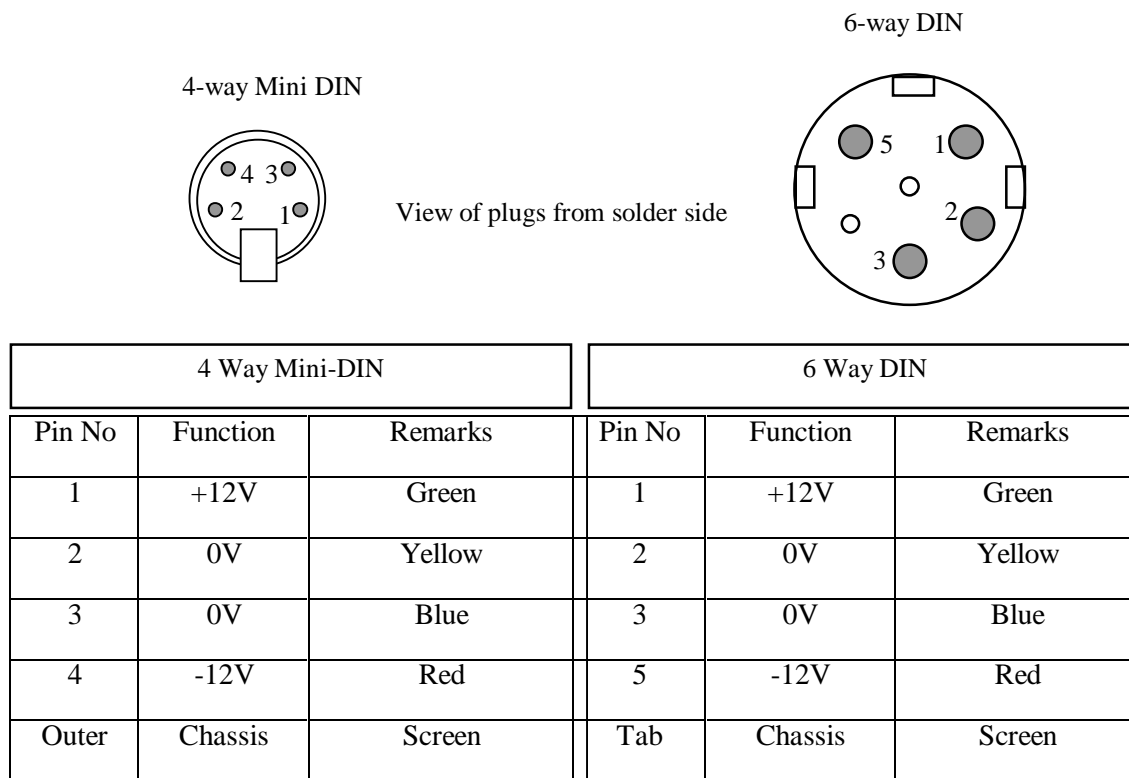 6-way DIN
4-way Mini DIN
4 3
2 1
5 1
2
3
View of plugs from solder side
4 Way Mini-DIN 6 Way DIN
Pin No Function Remarks Pin No Function Remarks
1 +12V Green 1 +12V Green
2 0V Yellow 2 0V Yellow
3 0V Blue 3 0V Blue
4 -12V Red 5 -12V Red
Outer Chassis Screen Tab Chassis Screen